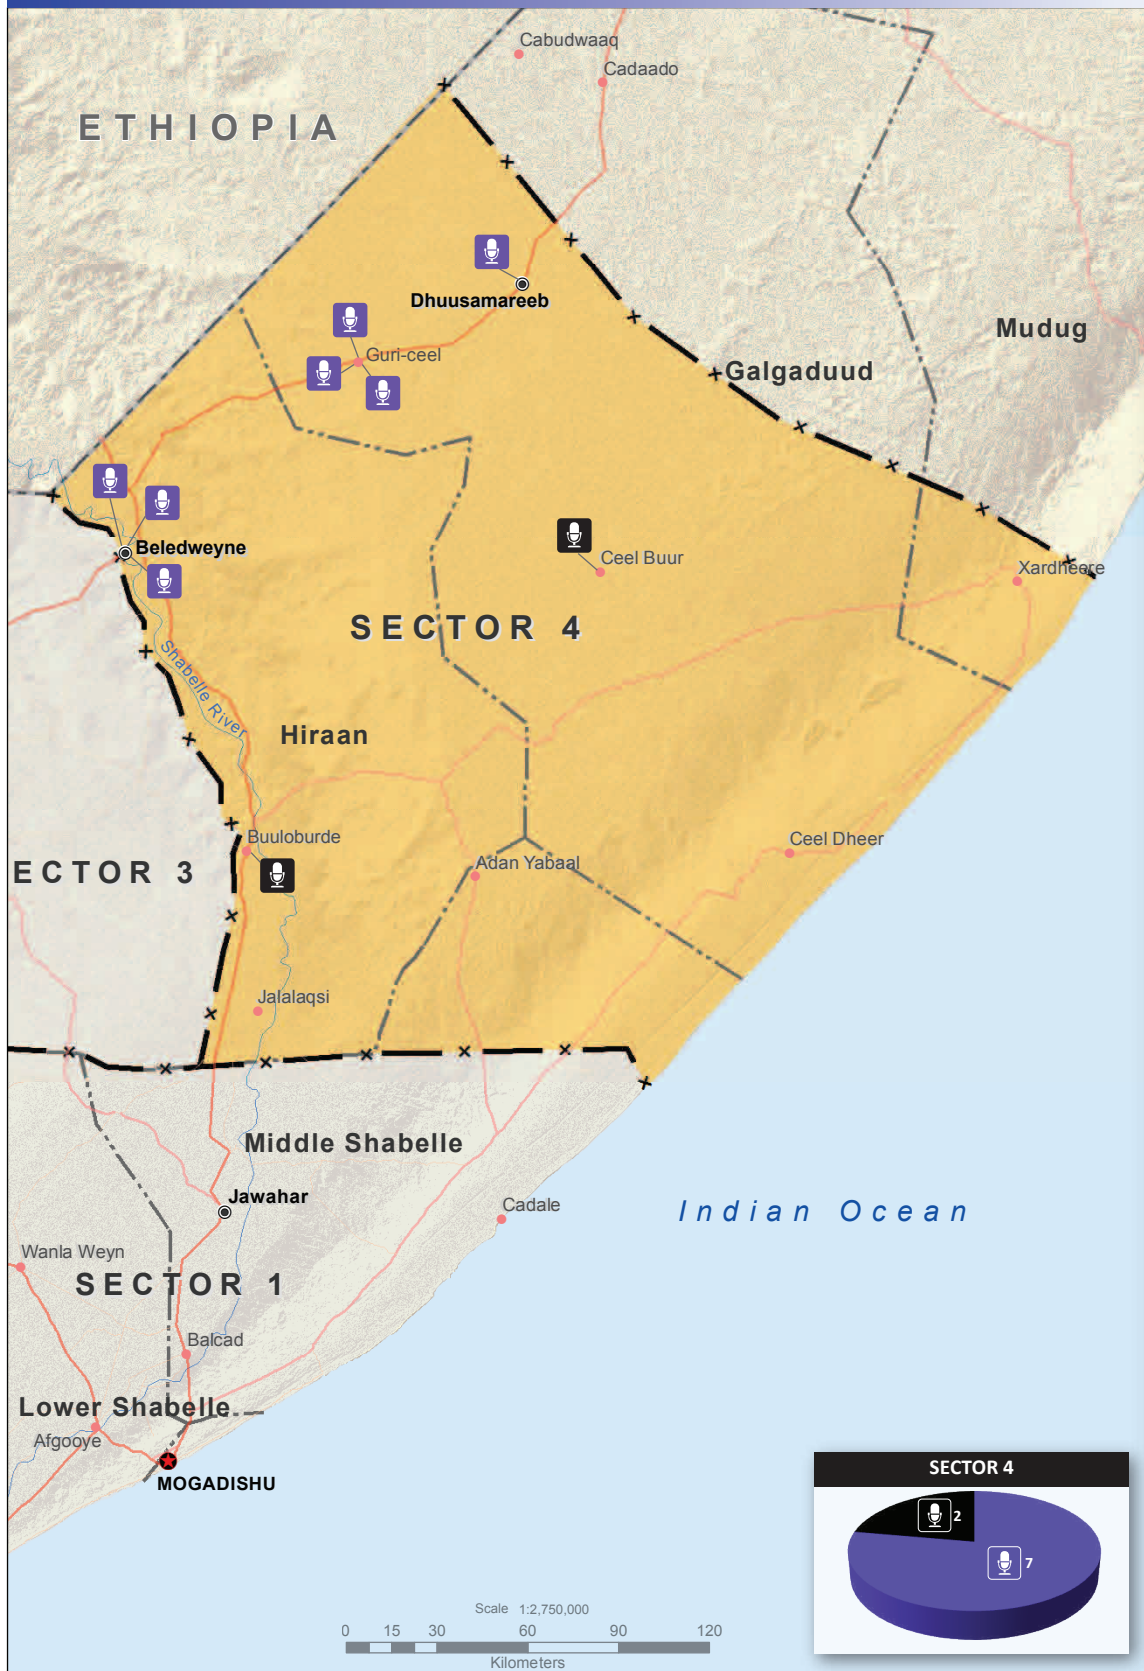 Cabudwaaq
Cadaado
ETHIOPIA
Dhuusamareeb
Mudug
Guri-ceel
Galgaduud
Beledweyne
Ceel Buur
Xardheere
SECTOR 4
Shabelle River
Hiraan
Buuloburde
Ceel Dheer
ECTOR 3
Adan Yabaal
Jalalaqsi
Middle Shabelle
Jawahar
Cadale
Indian Ocean
Wanla Weyn
SECTOR 1
Balcad
Lower Shabelle
Afgooye
MOGADISHU
SECTOR 4
2
7
Scale 1:2,750,000
0 15 30 60 90 120
Kilometers